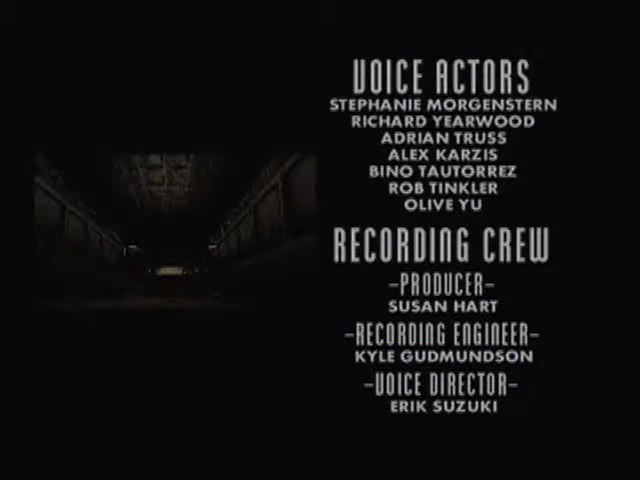 VOICE ACTORS
STEPHANIE MORGENSTERN
RICHARD YEARWOOD
ADRIAN TRUSS
ALEX KARZIS
BINO TAUTORREZ
ROB TINKLER
OLIVE YU
RECORDING CREW
-PRODUCER-
SUSAN HART
-RECORDING ENGINEER-
KYLE GUDMUNDSON
-VOICE DIRECTOR-
ERIK SUZUKI